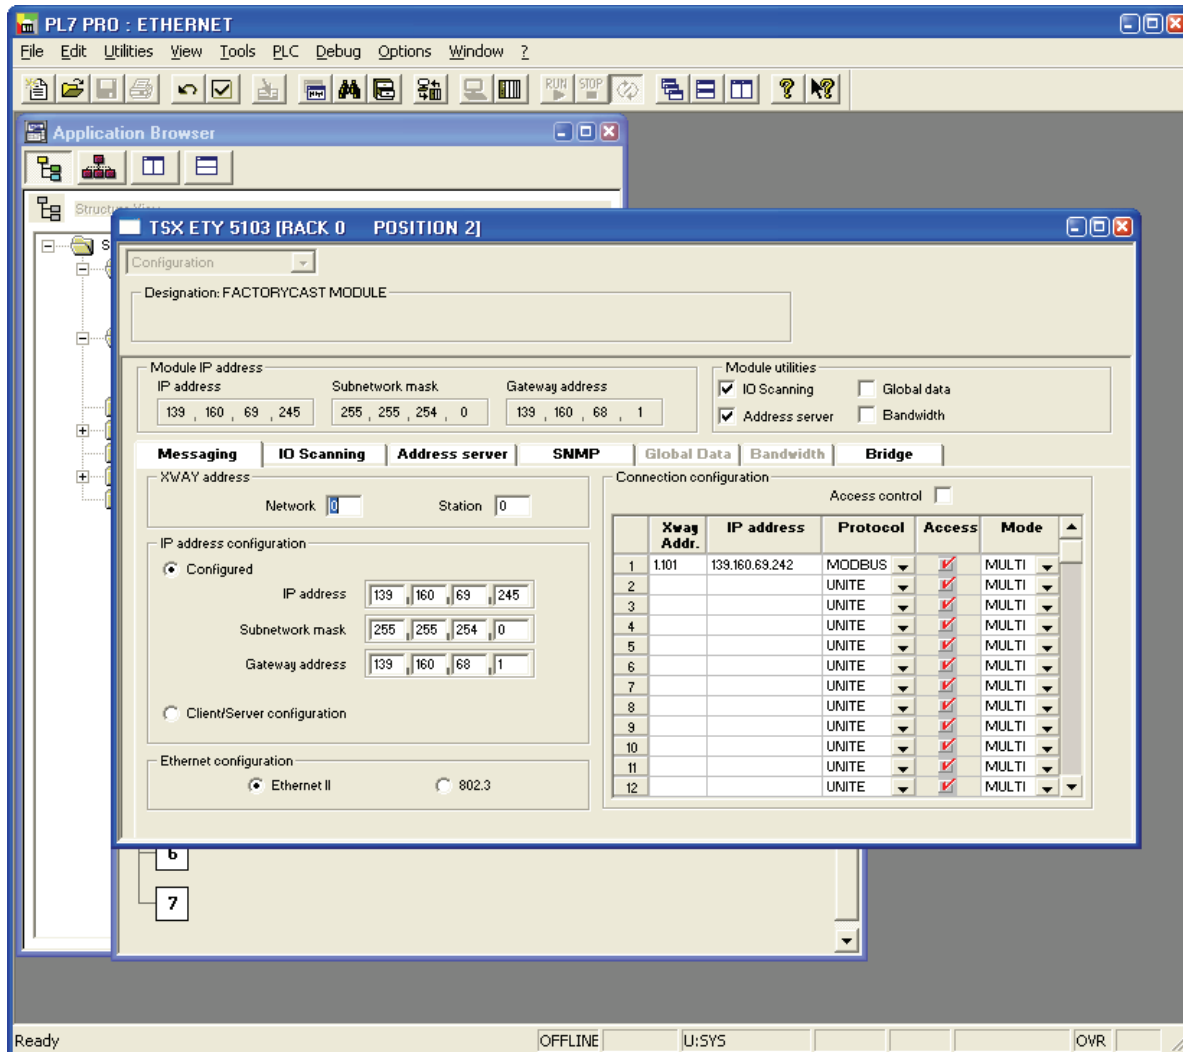 PL7 PRO : ETHERNET
File Edit Utilities View Tools PLC Debug Options Window ?
RUN STOP
Application Browser
Structure View
S
TSX ETY 5103 [RACK 0 POSITION 2]
Configuration
Designation: FACTORYCAST MODULE
Module IP address
Module utilities
IP address Subnetwork mask Gateway address
IO Scanning Global data
139 , 160 , 69 , 245 255 , 255 , 254 , 0 139 , 160 , 68 , 1
Address server Bandwidth
Messaging IO Scanning Address server SNMP Global Data Bandwidth Bridge
XWAY address
Network 0 Station 0
IP address configuration
Configured
IP address 139 160 69 245
Subnetwork mask 255 255 254 0
Gateway address 139 160 68 1
Client/Server configuration
Ethernet configuration
Ethernet II 802.3
Connection configuration
Access control
Xway Addr. IP address Protocol Access Mode
1 1.101 139.160.69.242 MODBUS MULTI
2 UNITE MULTI
3 UNITE MULTI
4 UNITE MULTI
5 UNITE MULTI
6 UNITE MULTI
7 UNITE MULTI
8 UNITE MULTI
9 UNITE MULTI
10 UNITE MULTI
11 UNITE MULTI
12 UNITE MULTI
6
7
Ready OFFLINE U:SYS OVR